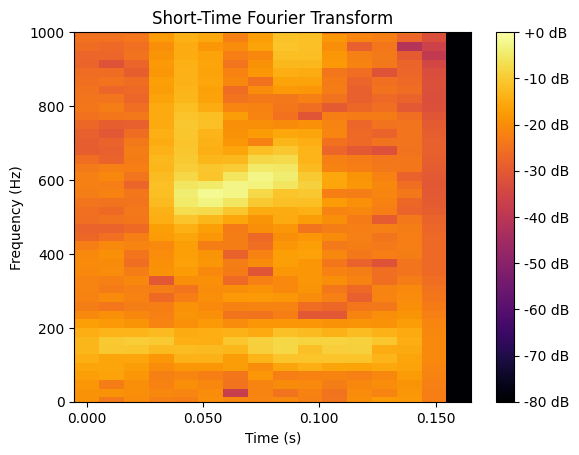 Short-Time Fourier Transform
1000
800
600
400
200
0
Frequency (Hz)
0.000
0.050
0.100
0.150
Time (s)
+0 dB
-10 dB
-20 dB
-30 dB
-40 dB
-50 dB
-60 dB
-70 dB
-80 dB